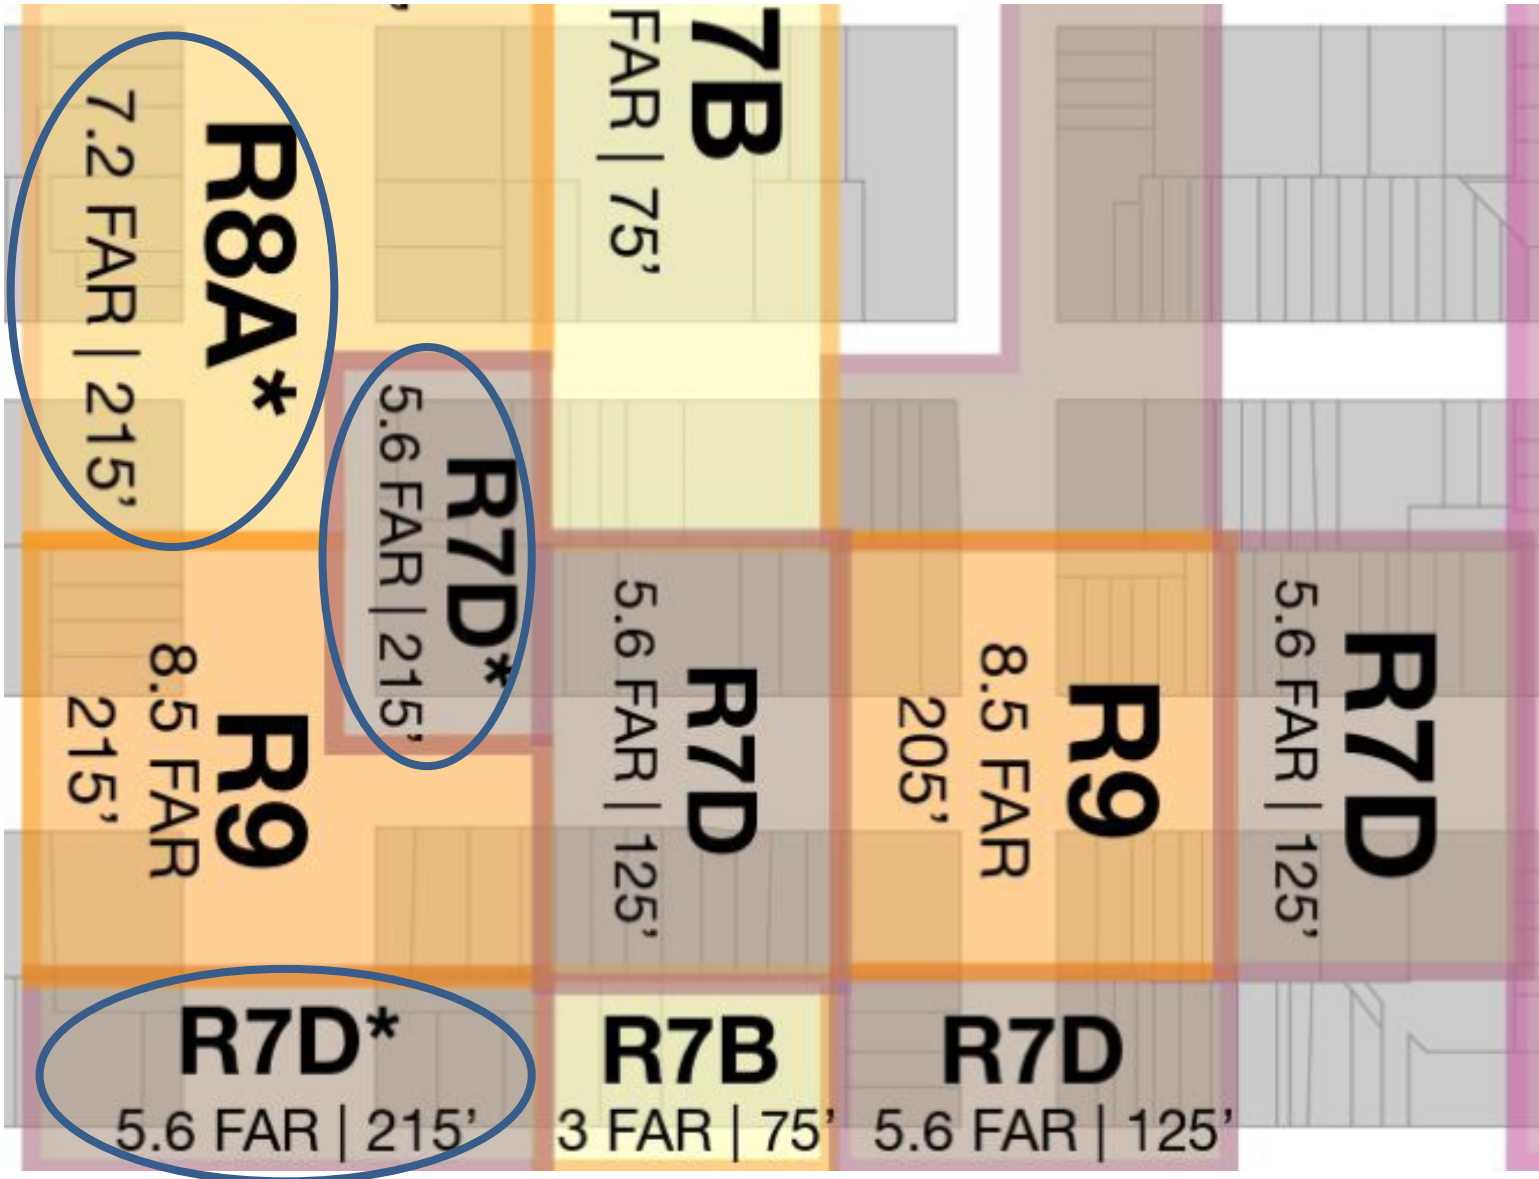 7B
FAR | 75’
R8A*
7.2 FAR | 215’
R7D*
5.6 FAR | 215’
R9
8.5 FAR
215’
R7D
5.6 FAR | 125’
R9
8.5 FAR
205’
R7D
5.6 FAR | 125’
R7D*
5.6 FAR | 215’
R7B
3 FAR | 75’
R7D
5.6 FAR | 125’